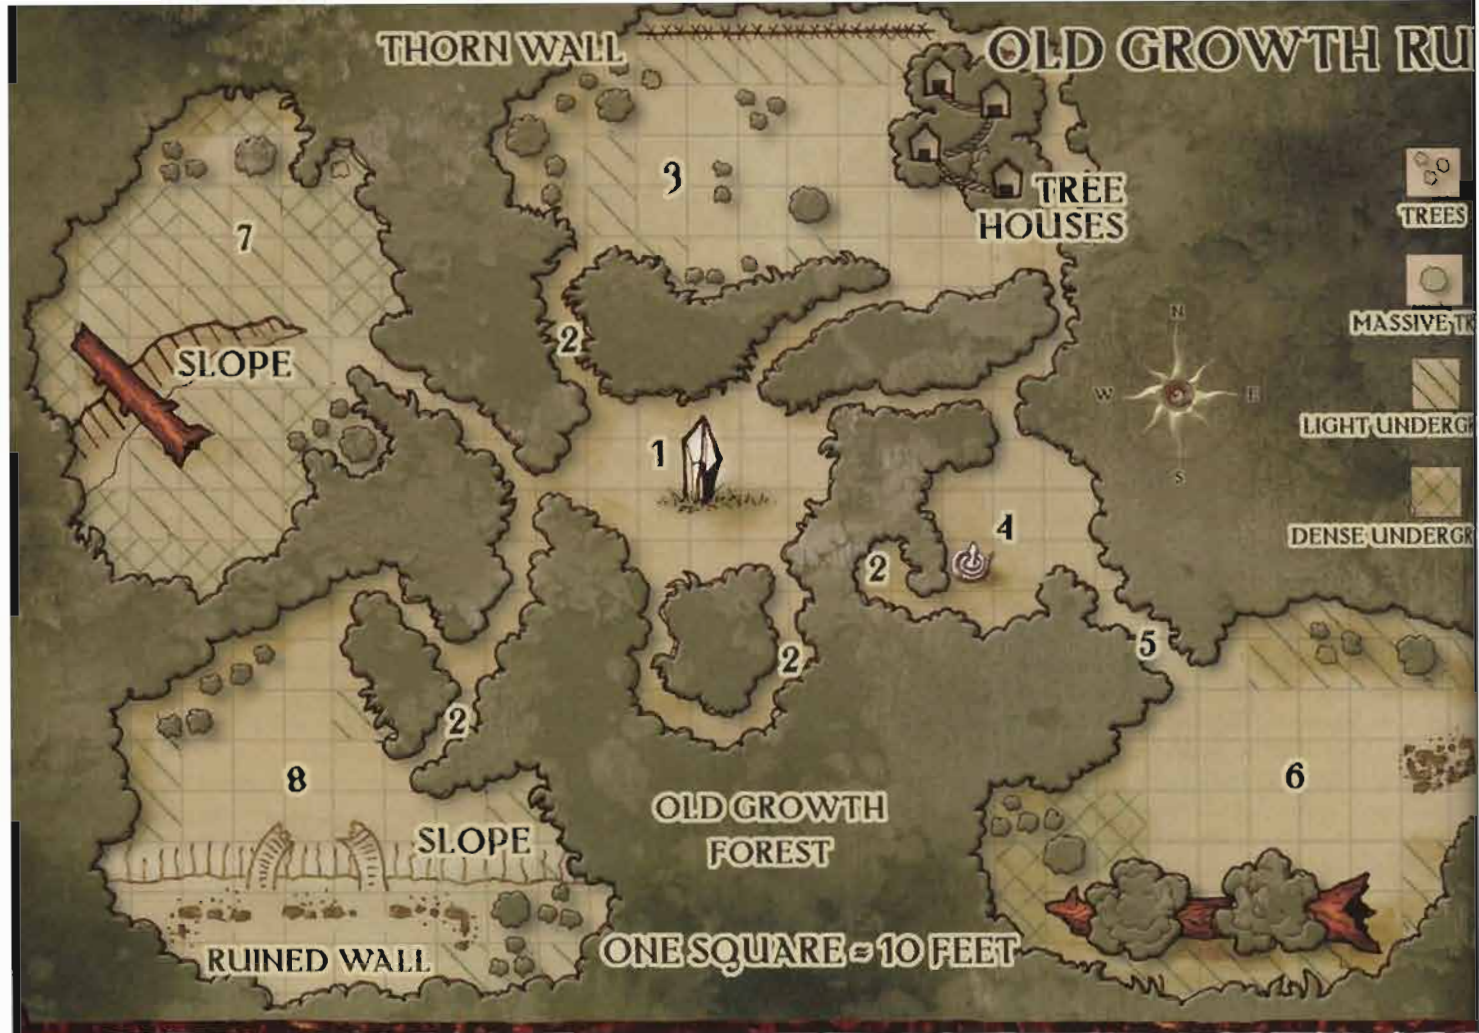 THORN WALL
OLD GROWTH RU
3
TREE
HOUSES
TREES
7
MASSIVE TR
N
W
E
S
2
SLOPE
1
LIGHT UNDERGR
4
DENSE UNDERGR
2
5
2
2
8
6
SLOPE
OLD GROWTH
FOREST
RUINED WALL
ONE SQUARE = 10 FEET